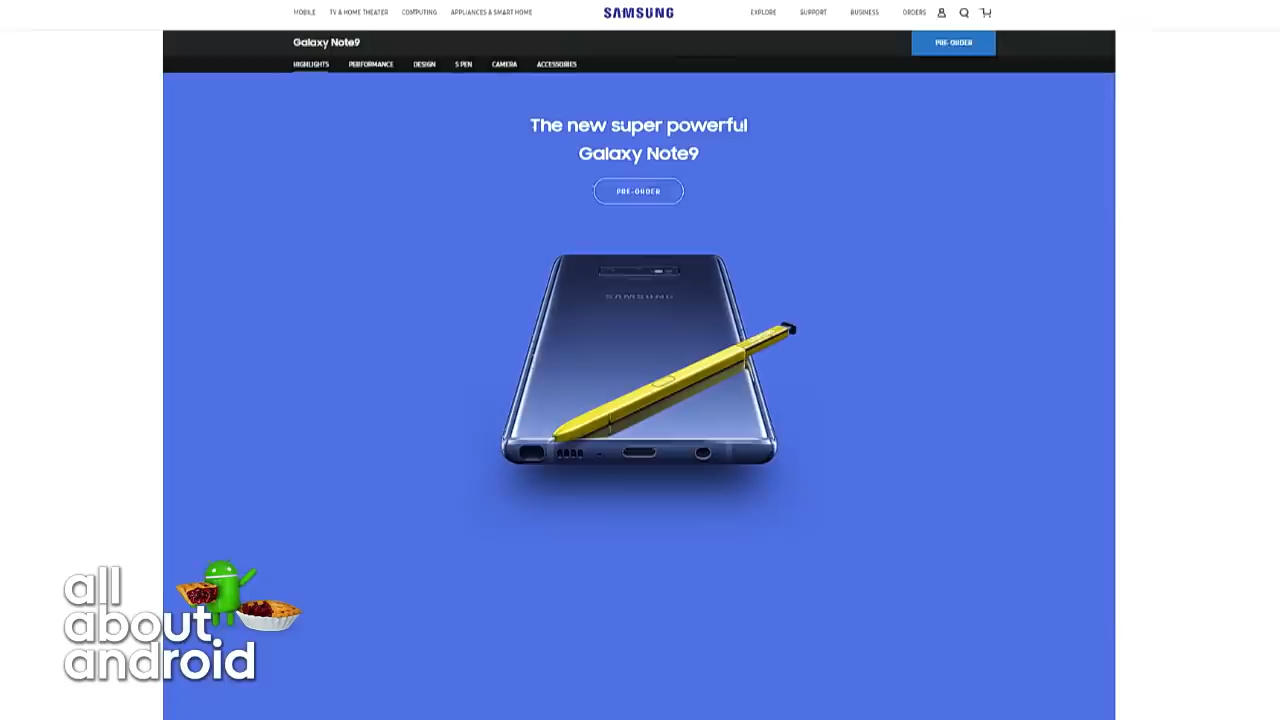 MOBILE TV & HOME THEATER COMPUTING APPLIANCES & SMART HOME SAMSUNG EXPLORE SUPPORT BUSINESS ORDERS
Galaxy Note9 PRE-ORDER
HIGHLIGHTS PERFORMANCE DESIGN S PEN CAMERA ACCESSORIES
The new super powerful
Galaxy Note9
PRE-ORDER
SAMSUNG
all
about
android